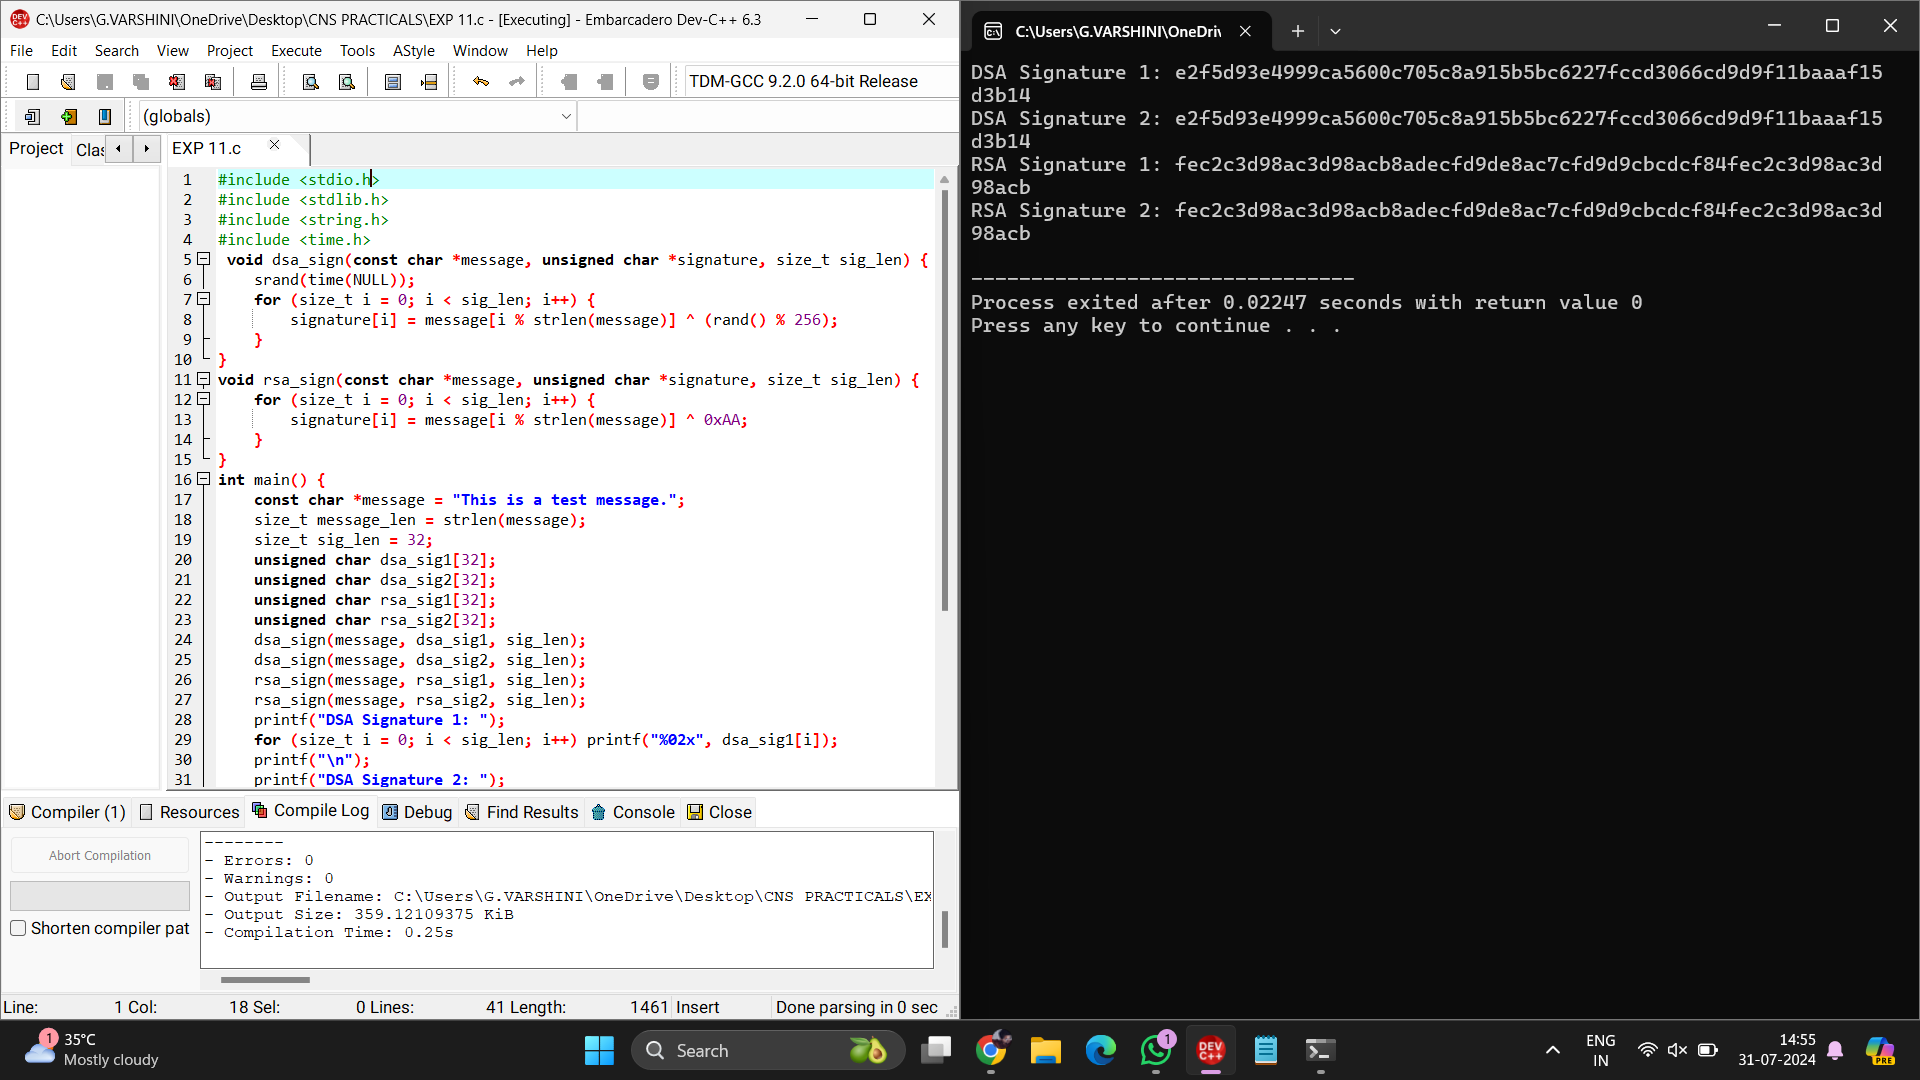 C:\Users\G.VARSHINI\OneDrive\Desktop\CNS PRACTICALS\EXP 11.c - [Executing] - Embarcadero Dev-C++ 6.3
File Edit Search View Project Execute Tools AStyle Window Help
TDM-GCC 9.2.0 64-bit Release
(globals)
Project Clas EXP 11.c
1 #include <stdio.h>
2 #include <stdlib.h>
3 #include <string.h>
4 #include <time.h>
5 void dsa_sign(const char *message, unsigned char *signature, size_t sig_len) {
6 srand(time(NULL));
7 for (size_t i = 0; i < sig_len; i++) {
8 signature[i] = message[i % strlen(message)] ^ (rand() % 256);
9 }
10 }
11 void rsa_sign(const char *message, unsigned char *signature, size_t sig_len) {
12 for (size_t i = 0; i < sig_len; i++) {
13 signature[i] = message[i % strlen(message)] ^ 0xAA;
14 }
15 }
16 int main() {
17 const char *message = "This is a test message.";
18 size_t message_len = strlen(message);
19 size_t sig_len = 32;
20 unsigned char dsa_sig1[32];
21 unsigned char dsa_sig2[32];
22 unsigned char rsa_sig1[32];
23 unsigned char rsa_sig2[32];
24 dsa_sign(message, dsa_sig1, sig_len);
25 dsa_sign(message, dsa_sig2, sig_len);
26 rsa_sign(message, rsa_sig1, sig_len);
27 rsa_sign(message, rsa_sig2, sig_len);
28 printf("DSA Signature 1: ");
29 for (size_t i = 0; i < sig_len; i++) printf("%02x", dsa_sig1[i]);
30 printf("\n");
31 printf("DSA Signature 2: ");
Compiler (1) Resources Compile Log Debug Find Results Console Close
Abort Compilation
Shorten compiler pat
--------
- Errors: 0
- Warnings: 0
- Output Filename: C:\Users\G.VARSHINI\OneDrive\Desktop\CNS PRACTICALS\EX
- Output Size: 359.12109375 KiB
- Compilation Time: 0.25s
Line: 1 Col: 18 Sel: 0 Lines: 41 Length: 1461 Insert Done parsing in 0 sec
C:\Users\G.VARSHINI\OneDriv
DSA Signature 1: e2f5d93e4999ca5600c705c8a915b5bc6227fccd3066cd9d9f11baaaf15
d3b14
DSA Signature 2: e2f5d93e4999ca5600c705c8a915b5bc6227fccd3066cd9d9f11baaaf15
d3b14
RSA Signature 1: fec2c3d98ac3d98acb8adecfd9de8ac7cfd9d9cbcdcf84fec2c3d98ac3d
98acb
RSA Signature 2: fec2c3d98ac3d98acb8adecfd9de8ac7cfd9d9cbcdcf84fec2c3d98ac3d
98acb
--------------------------------
Process exited after 0.02247 seconds with return value 0
Press any key to continue . . .
1
35°C
Mostly cloudy
Search
1
DEV C++
ENG
IN
14:55
31-07-2024
PRE